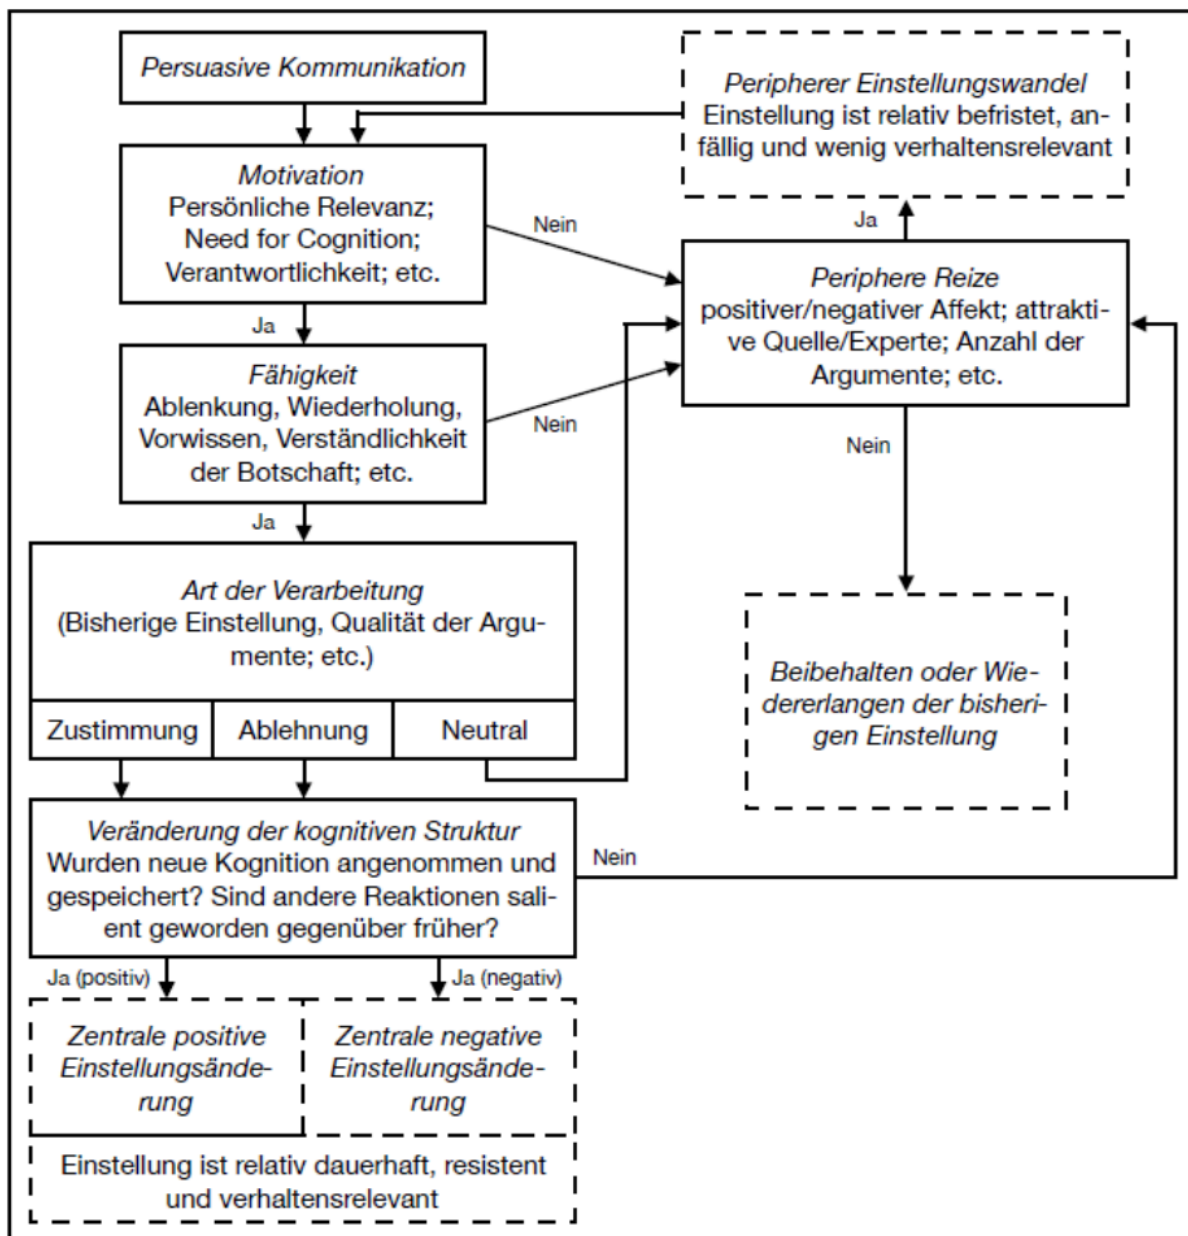 Persuasive Kommunikation
Peripherer Einstellungswandel
Einstellung ist relativ befristet, an-
fällig und wenig verhaltensrelevant
Motivation
Persönliche Relevanz;
Need for Cognition;
Verantwortlichkeit; etc.
Nein
Ja
Periphere Reize
positiver/negativer Affekt; attrakti-
ve Quelle/Experte; Anzahl der
Argumente; etc.
Ja
Fähigkeit
Ablenkung, Wiederholung,
Vorwissen, Verständlichkeit
der Botschaft; etc.
Nein
Nein
Ja
Art der Verarbeitung
(Bisherige Einstellung, Qualität der Argu-
mente; etc.)
Zustimmung
Ablehnung
Neutral
Beibehalten oder Wie-
dererlangen der bisheri-
gen Einstellung
Veränderung der kognitiven Struktur
Wurden neue Kognition angenommen und
gespeichert? Sind andere Reaktionen sali-
ent geworden gegenüber früher?
Nein
Ja (positiv)
Ja (negativ)
Zentrale positive
Einstellungsände-
rung
Zentrale negative
Einstellungsände-
rung
Einstellung ist relativ dauerhaft, resistent
und verhaltensrelevant